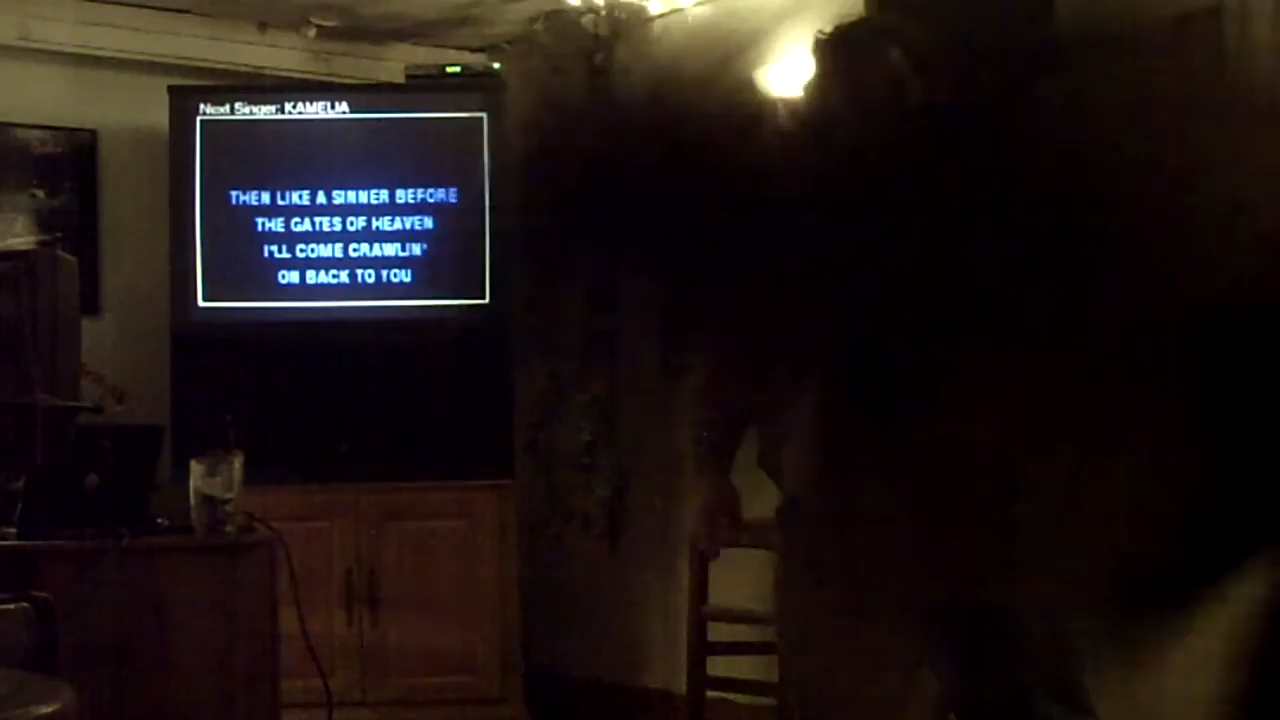 Next Singer: KAMELIA
THEN LIKE A SINNER BEFORE
THE GATES OF HEAVEN
I'LL COME CRAWLIN'
ON BACK TO YOU